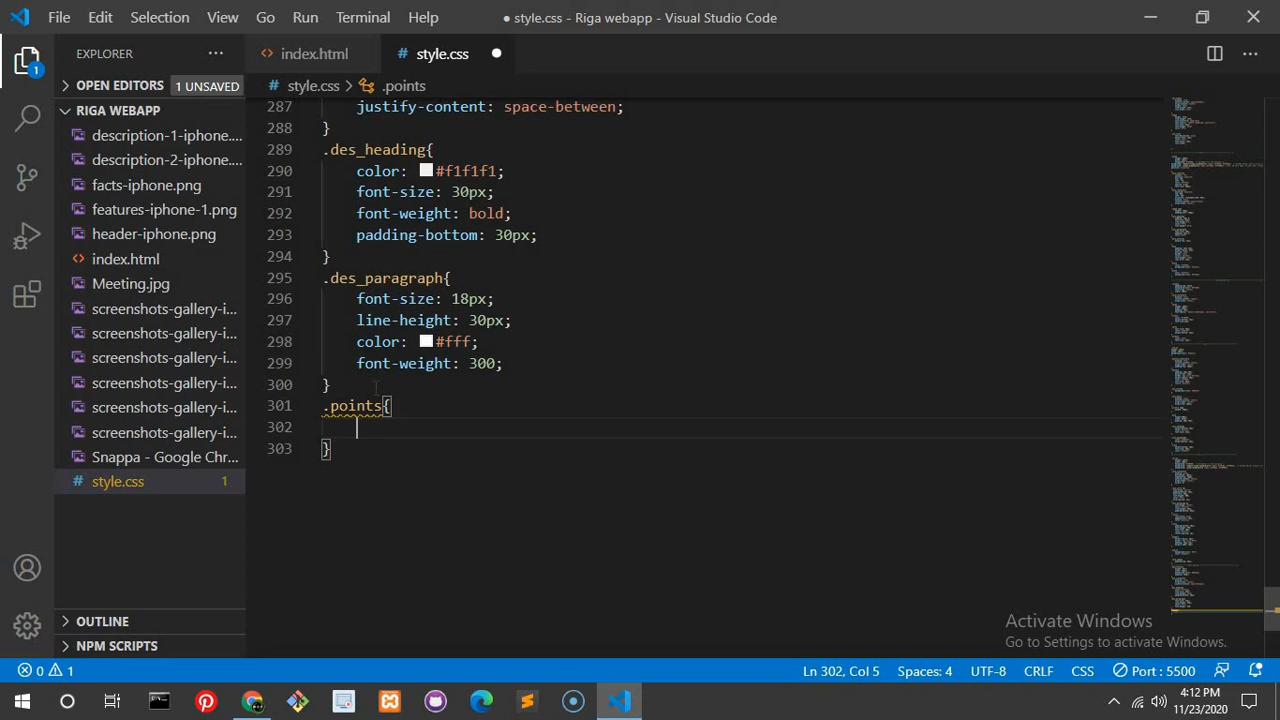 File Edit Selection View Go Run Terminal Help
● style.css - Riga webapp - Visual Studio Code
EXPLORER
index.html
style.css
OPEN EDITORS 1 UNSAVED
style.css > .points
RIGA WEBAPP
description-1-iphone....
description-2-iphone....
facts-iphone.png
features-iphone-1.png
header-iphone.png
index.html
Meeting.jpg
screenshots-gallery-i...
screenshots-gallery-i...
screenshots-gallery-i...
screenshots-gallery-i...
screenshots-gallery-i...
screenshots-gallery-i...
Snappa - Google Chr...
style.css 1
OUTLINE
NPM SCRIPTS
1
287 justify-content: space-between;
288 }
289 .des_heading{
290 color: #f1f1f1;
291 font-size: 30px;
292 font-weight: bold;
293 padding-bottom: 30px;
294 }
295 .des_paragraph{
296 font-size: 18px;
297 line-height: 30px;
298 color: #fff;
299 font-weight: 300;
300 }
301 .points{
302
303 }
Activate Windows
Go to Settings to activate Windows.
0 1
Ln 302, Col 5 Spaces: 4 UTF-8 CRLF CSS Port : 5500
4:12 PM
11/23/2020